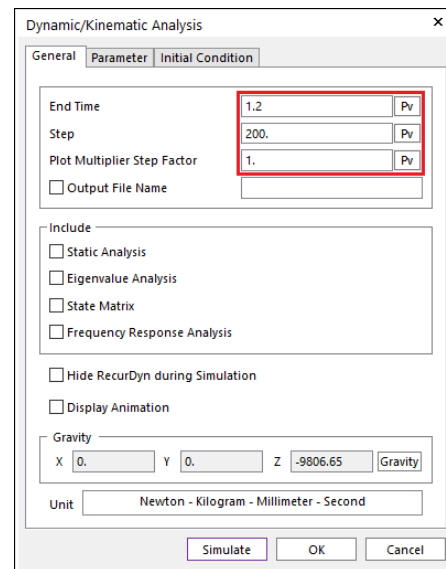 Dynamic/Kinematic Analysis
General Parameter Initial Condition
End Time 1.2 Pv
Step 200. Pv
Plot Multiplier Step Factor 1. Pv
Output File Name
Include
Static Analysis
Eigenvalue Analysis
State Matrix
Frequency Response Analysis
Hide RecurDyn during Simulation
Display Animation
Gravity
X 0. Y 0. Z -9806.65 Gravity
Unit Newton - Kilogram - Millimeter - Second
Simulate OK Cancel